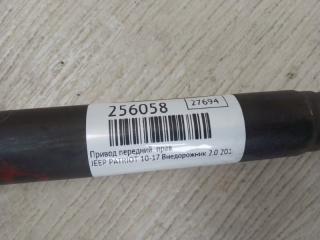 256058
27694
Привод передний прав
JEEP PATRIOT 10-17 Внедорожник 2.0 201